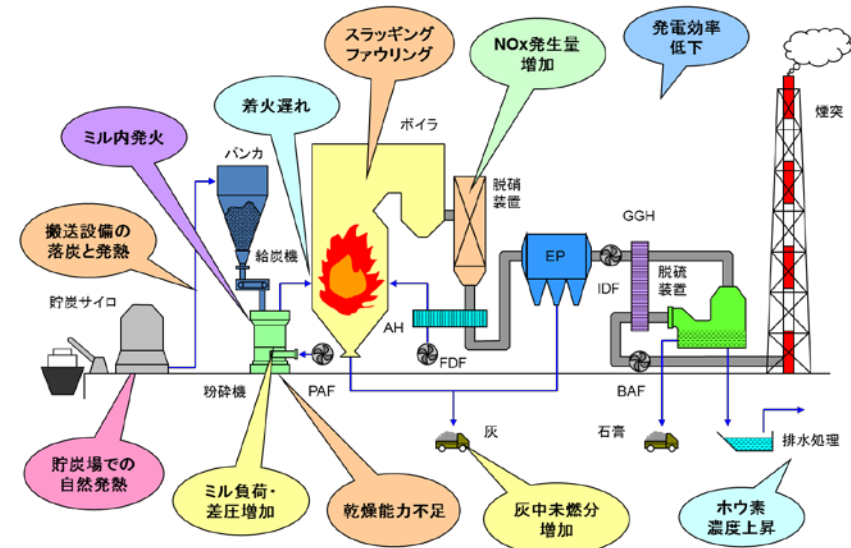 スラッギング
ファウリング
NOx発生量
増加
発電効率
低下
煙突
着火遅れ
ボイラ
ミル内発火
バンカ
脱硝
装置
GGH
搬送設備の
落炭と発熱
給炭機
EP
IDF
脱硫
装置
貯炭サイロ
AH
FDF
粉砕機
PAF
BAF
灰
石膏
排水処理
貯炭場での
自然発熱
ミル負荷・
差圧増加
乾燥能力不足
灰中未燃分
増加
ホウ素
濃度上昇